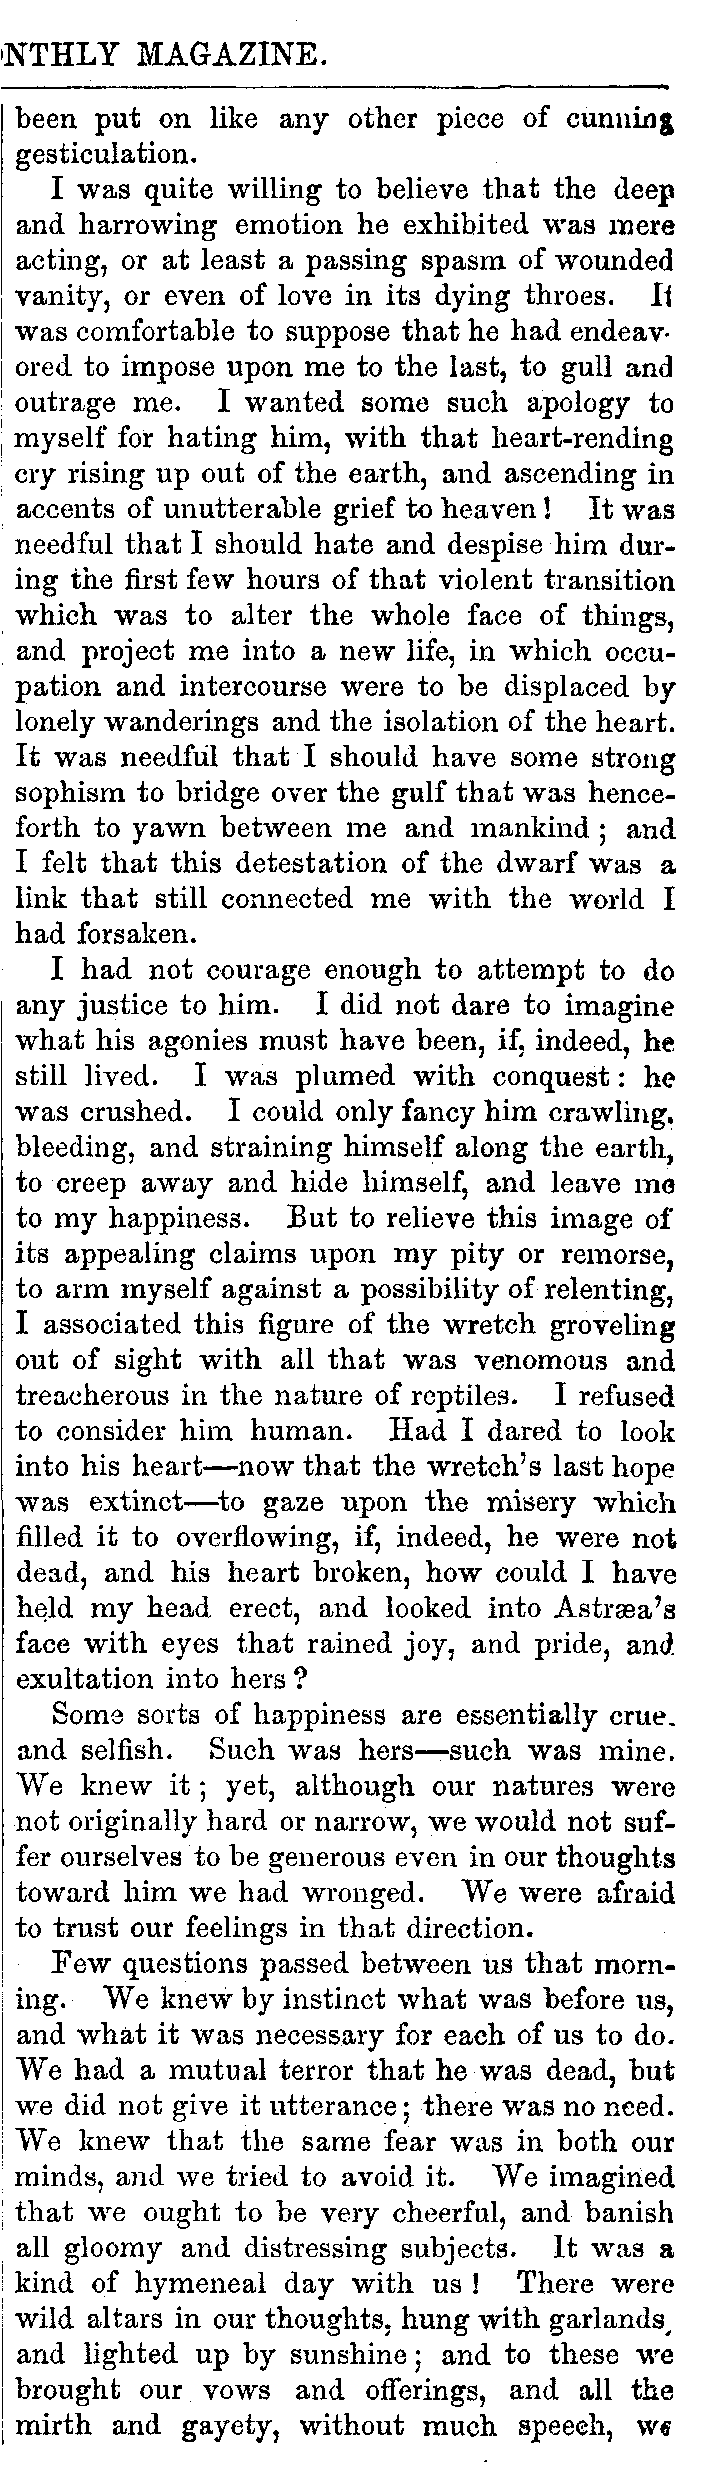 NTHLY MAGAZINE.
been put on like any other piece of cunning
gesticulation.
I was quite willing to believe that the deep
and harrowing emotion he exhibited was mere
acting, or at least a passing spasm of wounded
vanity, or even of love in its dying throes. It
was comfortable to suppose that he had endeav-
ored to impose upon me to the last, to gull and
outrage me. I wanted some such apology to
myself for hating him, with that heart-rending
cry rising up out of the earth, and ascending in
accents of unutterable grief to heaven! It was
needful that I should hate and despise him dur-
ing the first few hours of that violent transition
which was to alter the whole face of things,
and project me into a new life, in which occu-
pation and intercourse were to be displaced by
lonely wanderings and the isolation of the heart.
It was needful that I should have some strong
sophism to bridge over the gulf that was hence-
forth to yawn between me and mankind; and
I felt that this detestation of the dwarf was a
link that still connected me with the world I
had forsaken.
I had not courage enough to attempt to do
any justice to him. I did not dare to imagine
what his agonies must have been, if, indeed, he
still lived. I was plumed with conquest: he
was crushed. I could only fancy him crawling,
bleeding, and straining himself along the earth,
to creep away and hide himself, and leave me
to my happiness. But to relieve this image of
its appealing claims upon my pity or remorse,
to arm myself against a possibility of relenting,
I associated this figure of the wretch groveling
out of sight with all that was venomous and
treacherous in the nature of reptiles. I refused
to consider him human. Had I dared to look
into his heart—now that the wretch's last hope
was extinct—to gaze upon the misery which
filled it to overflowing, if, indeed, he were not
dead, and his heart broken, how could I have
held my head erect, and looked into Astræa's
face with eyes that rained joy, and pride, and
exultation into hers?
Some sorts of happiness are essentially crue.
and selfish. Such was hers—such was mine.
We knew it; yet, although our natures were
not originally hard or narrow, we would not suf-
fer ourselves to be generous even in our thoughts
toward him we had wronged. We were afraid
to trust our feelings in that direction.
Few questions passed between us that morn-
ing. We knew by instinct what was before us,
and what it was necessary for each of us to do.
We had a mutual terror that he was dead, but
we did not give it utterance; there was no need.
We knew that the same fear was in both our
minds, and we tried to avoid it. We imagined
that we ought to be very cheerful, and banish
all gloomy and distressing subjects. It was a
kind of hymeneal day with us! There were
wild altars in our thoughts, hung with garlands,
and lighted up by sunshine; and to these we
brought our vows and offerings, and all the
mirth and gayety, without much speech, we